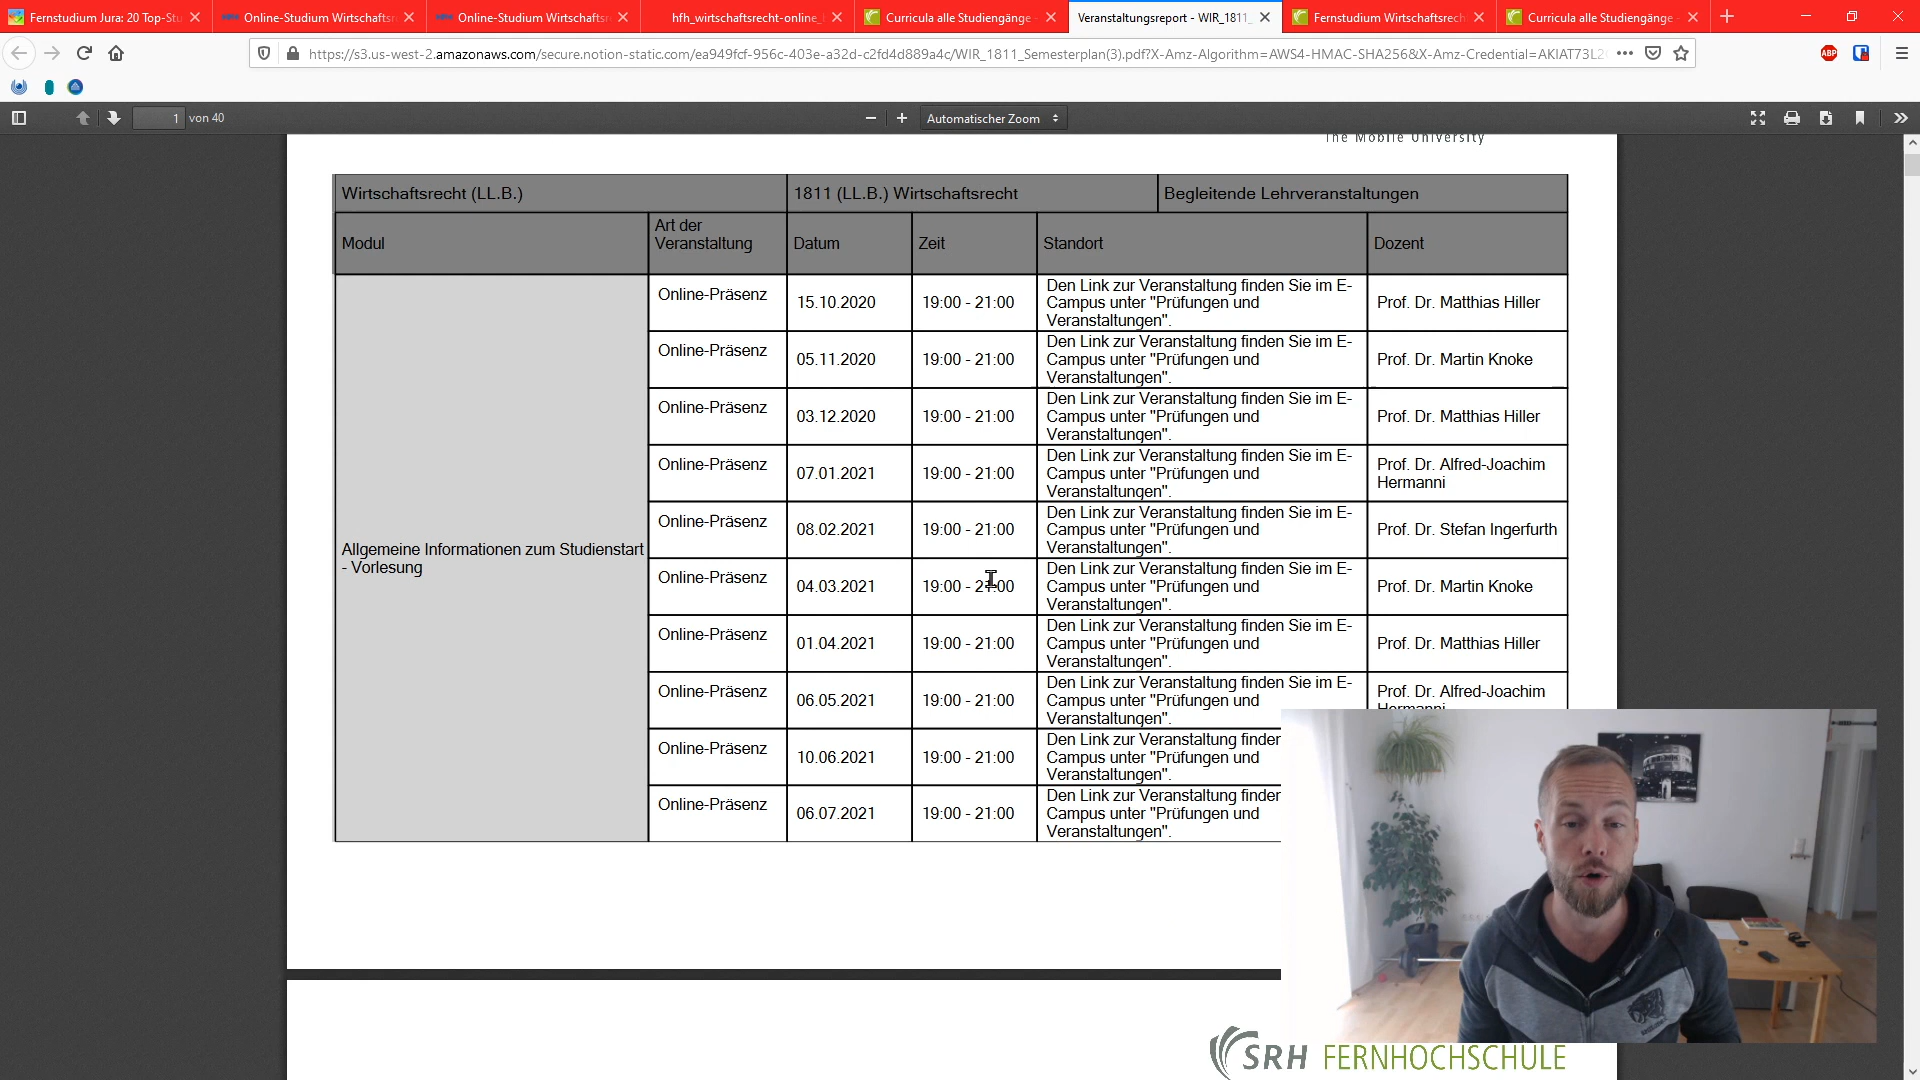 Fernstudium Jura: 20 Top-Stu
Online-Studium Wirtschaftsr
Online-Studium Wirtschaftsr
hfh_wirtschaftsrecht-online_
Curricula alle Studiengänge
Veranstaltungsreport - WIR_1811_
Fernstudium Wirtschaftsrech
Curricula alle Studiengänge
https://s3.us-west-2.amazonaws.com/secure.notion-static.com/ea949fcf-956c-403e-a32d-c2fd4d889a4c/WIR_1811_Semesterplan(3).pdf?X-Amz-Algorithm=AWS4-HMAC-SHA256&X-Amz-Credential=AKIAT73L2
ABP
1 von 40
Automatischer Zoom
The Mobile University
Wirtschaftsrecht (LL.B.) 1811 (LL.B.) Wirtschaftsrecht Begleitende Lehrveranstaltungen
Modul
Art der
Veranstaltung
Datum
Zeit
Standort
Dozent
Allgemeine Informationen zum Studienstart
- Vorlesung
Online-Präsenz 15.10.2020 19:00 - 21:00
Den Link zur Veranstaltung finden Sie im E-
Campus unter "Prüfungen und
Veranstaltungen".
Prof. Dr. Matthias Hiller
Online-Präsenz 05.11.2020 19:00 - 21:00
Den Link zur Veranstaltung finden Sie im E-
Campus unter "Prüfungen und
Veranstaltungen".
Prof. Dr. Martin Knoke
Online-Präsenz 03.12.2020 19:00 - 21:00
Den Link zur Veranstaltung finden Sie im E-
Campus unter "Prüfungen und
Veranstaltungen".
Prof. Dr. Matthias Hiller
Online-Präsenz 07.01.2021 19:00 - 21:00
Den Link zur Veranstaltung finden Sie im E-
Campus unter "Prüfungen und
Veranstaltungen".
Prof. Dr. Alfred-Joachim
Hermanni
Online-Präsenz 08.02.2021 19:00 - 21:00
Den Link zur Veranstaltung finden Sie im E-
Campus unter "Prüfungen und
Veranstaltungen".
Prof. Dr. Stefan Ingerfurth
Online-Präsenz 04.03.2021 19:00 - 21:00
Den Link zur Veranstaltung finden Sie im E-
Campus unter "Prüfungen und
Veranstaltungen".
Prof. Dr. Martin Knoke
Online-Präsenz 01.04.2021 19:00 - 21:00
Den Link zur Veranstaltung finden Sie im E-
Campus unter "Prüfungen und
Veranstaltungen".
Prof. Dr. Matthias Hiller
Online-Präsenz 06.05.2021 19:00 - 21:00
Den Link zur Veranstaltung finden Sie im E-
Campus unter "Prüfungen und
Veranstaltungen".
Prof. Dr. Alfred-Joachim
Hermanni
Online-Präsenz 10.06.2021 19:00 - 21:00
Den Link zur Veranstaltung finden
Campus unter "Prüfungen und
Veranstaltungen".
Online-Präsenz 06.07.2021 19:00 - 21:00
Den Link zur Veranstaltung finden
Campus unter "Prüfungen und
Veranstaltungen".
SRH FERNHOCHSCHULE